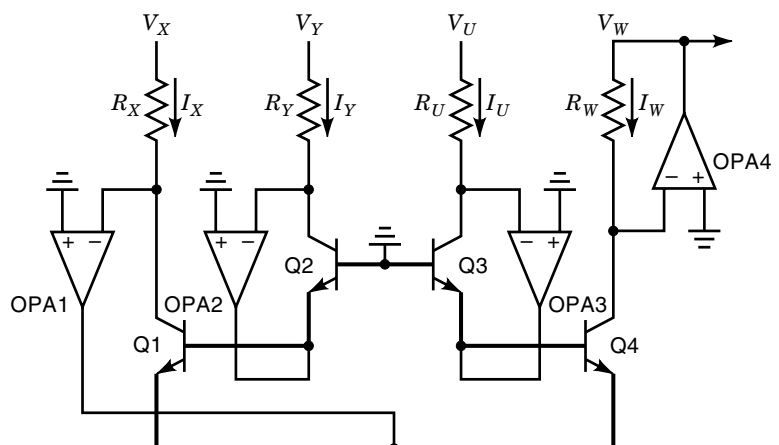 V_X V_Y V_U V_W
R_X I_X R_Y I_Y R_U I_U R_W I_W
OPA4
+ − + − − + − +
OPA1 OPA2 Q2 Q3 OPA3
Q1 Q4